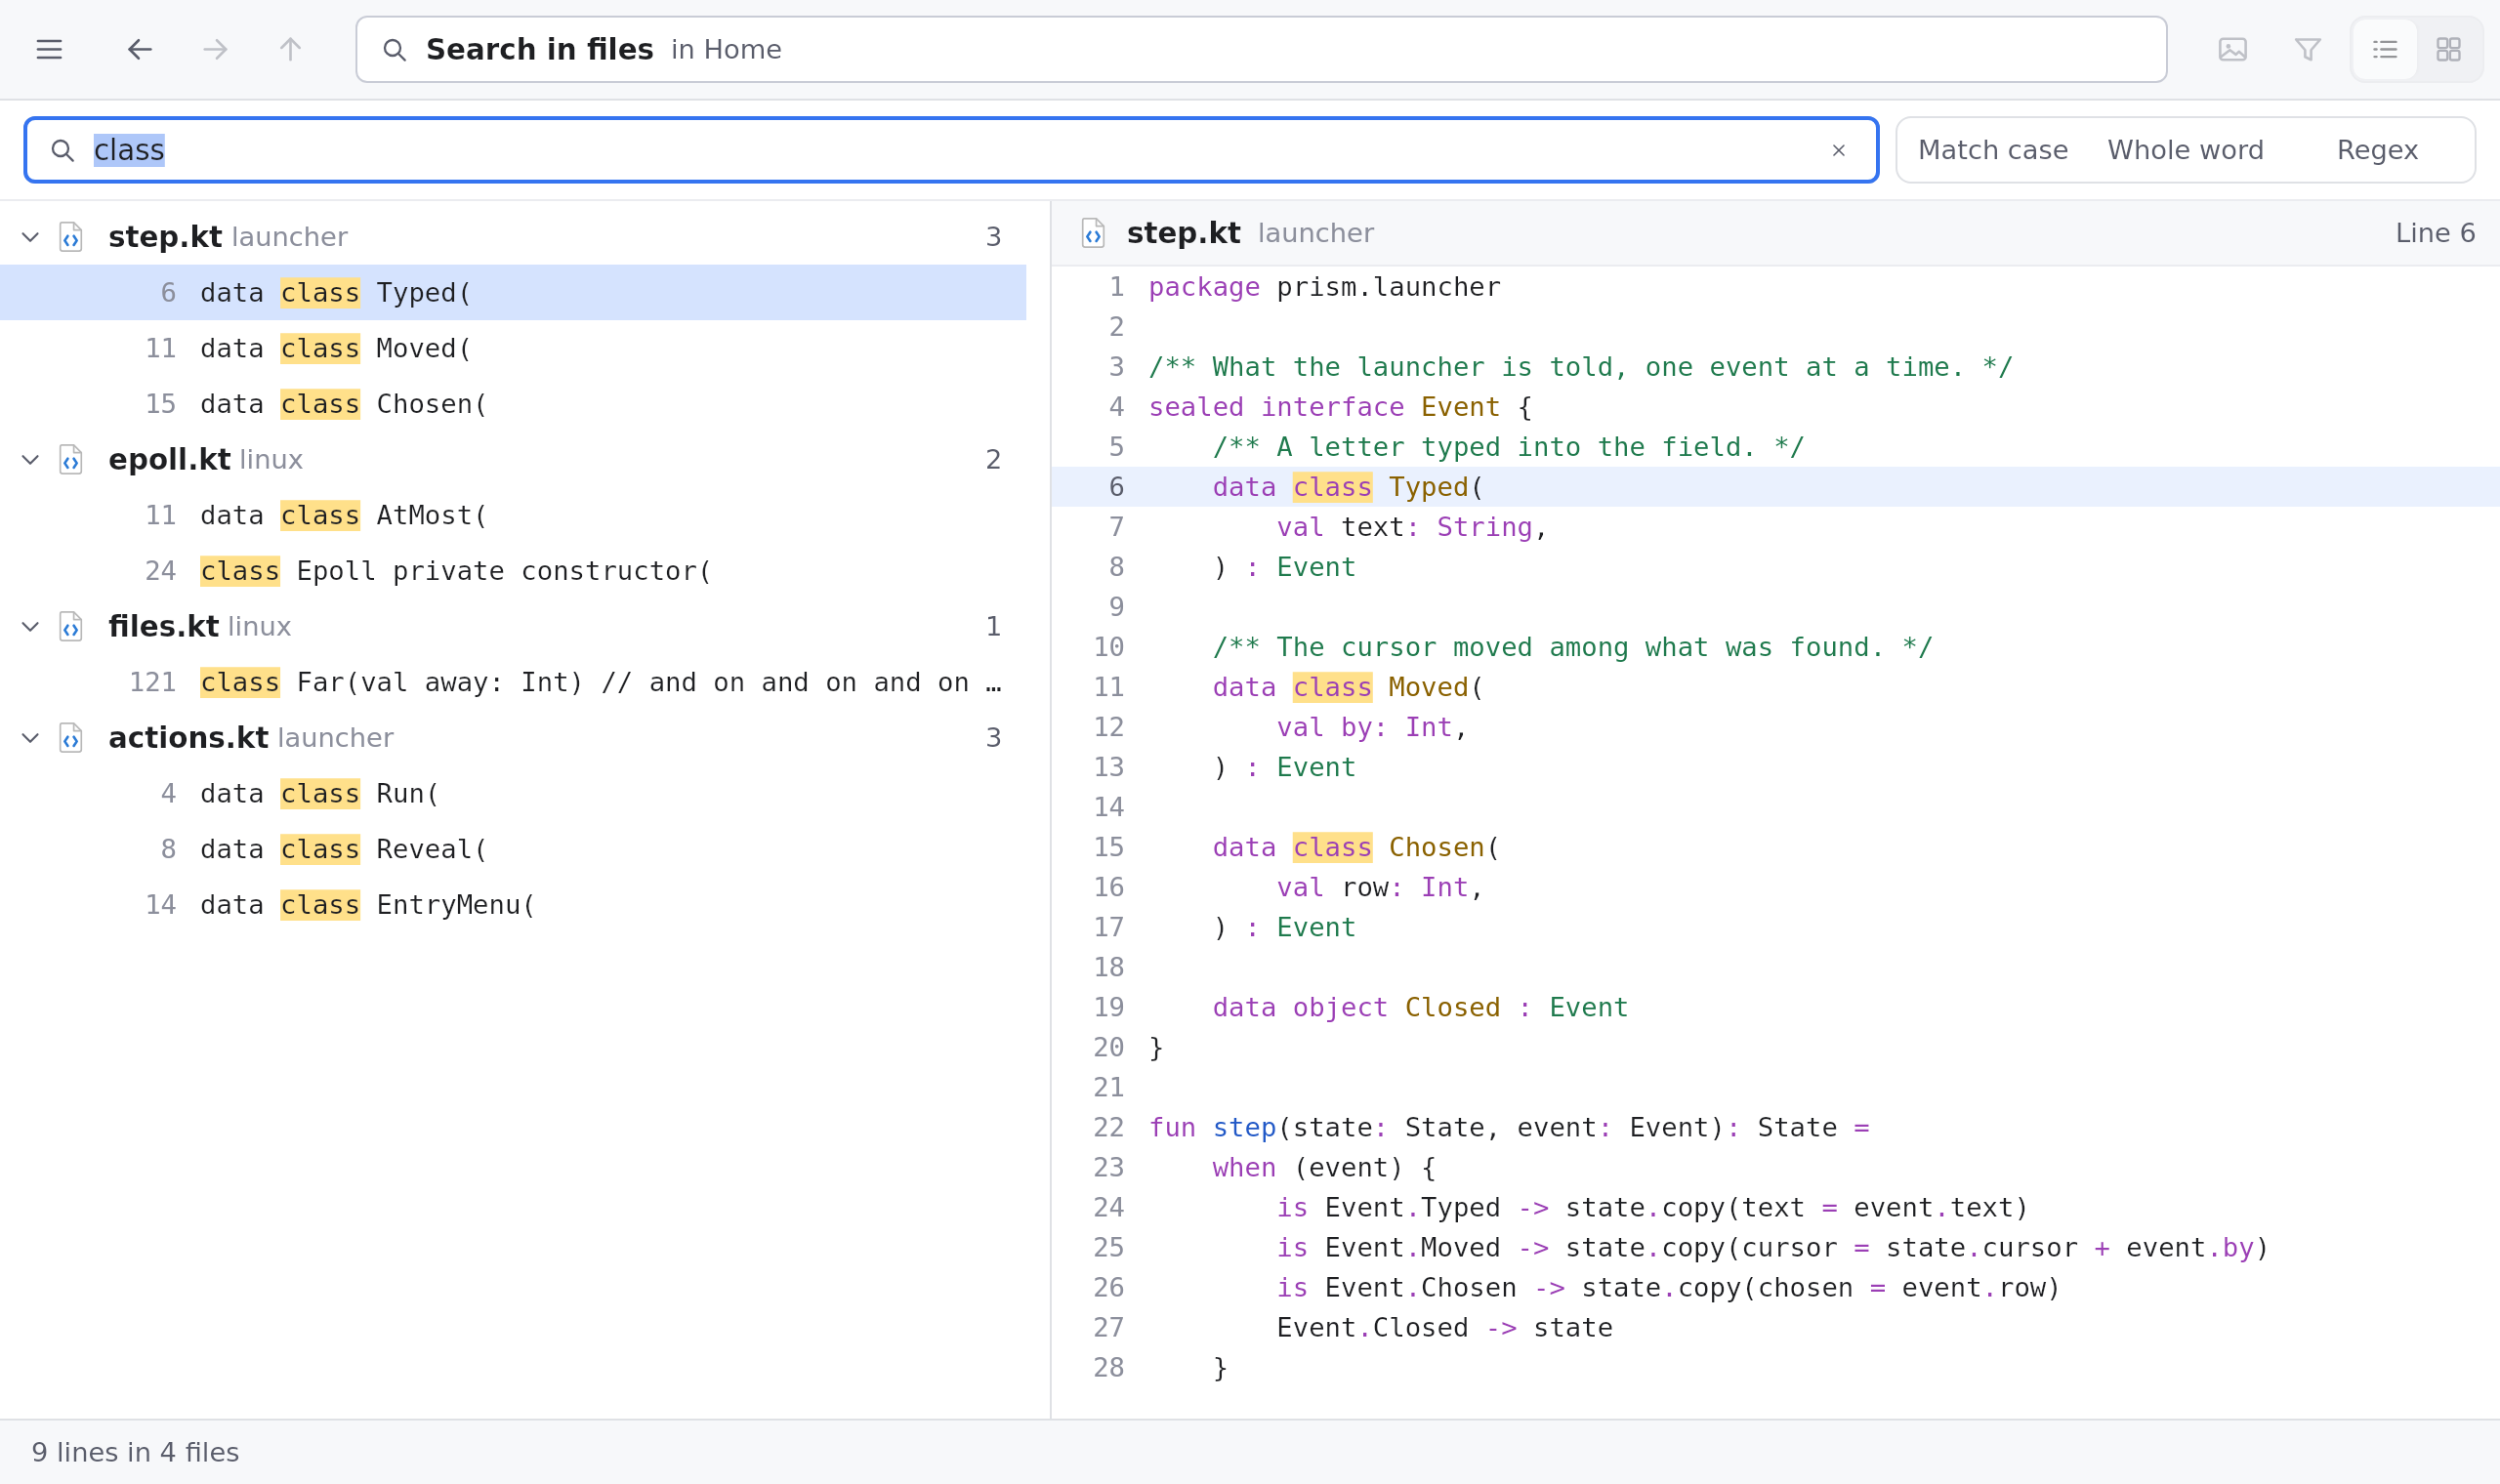 Search in files in Home
class
Match case Whole word Regex
step.kt launcher 3
6 data class Typed(
11 data class Moved(
15 data class Chosen(
epoll.kt linux 2
11 data class AtMost(
24 class Epoll private constructor(
files.kt linux 1
121 class Far(val away: Int) // and on and on and on …
actions.kt launcher 3
4 data class Run(
8 data class Reveal(
14 data class EntryMenu(
step.kt launcher Line 6
1 package prism.launcher
2
3 /** What the launcher is told, one event at a time. */
4 sealed interface Event {
5     /** A letter typed into the field. */
6     data class Typed(
7         val text: String,
8     ) : Event
9
10     /** The cursor moved among what was found. */
11     data class Moved(
12         val by: Int,
13     ) : Event
14
15     data class Chosen(
16         val row: Int,
17     ) : Event
18
19     data object Closed : Event
20 }
21
22 fun step(state: State, event: Event): State =
23     when (event) {
24         is Event.Typed -> state.copy(text = event.text)
25         is Event.Moved -> state.copy(cursor = state.cursor + event.by)
26         is Event.Chosen -> state.copy(chosen = event.row)
27         Event.Closed -> state
28     }
9 lines in 4 files